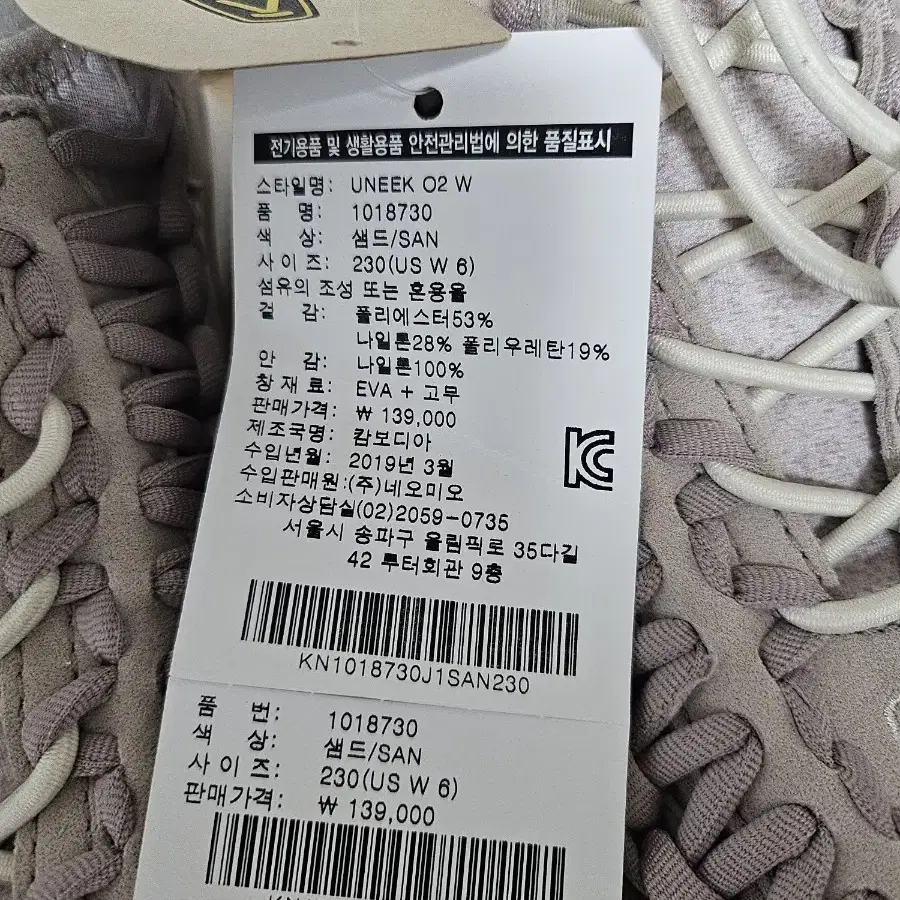 전기용품 및 생활용품 안전관리법에 의한 품질표시
스타일명: UNEEK O2 W
품 명: 1018730
색 상: 샌드/SAN
사 이 즈: 230(US W 6)
섬유의 조성 또는 혼용율
겉 감: 폴리에스터53%
나일론28% 폴리우레탄19%
안 감: 나일론100%
창 재 료: EVA + 고무
판매가격: ₩ 139,000
제조국명: 캄보디아
수입년월: 2019년 3월
수입판매원:(주)네오미오
소비자상담실(02)2059-0735
서울시 송파구 올림픽로 35다길
42 루터회관 9층
KC
KN1018730J1SAN230
품 번: 1018730
색 상: 샌드/SAN
사 이 즈: 230(US W 6)
판매가격: ₩ 139,000